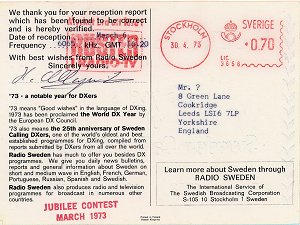 We thank you for your reception report
which has been found to be correct
and is hereby verified.
Date of reception March 6
Frequency 6065 kHz, GMT
With best wishes from Radio Sweden
Sincerely yours,
'73 - a notable year for DXers
'73 means "Good wishes" in the language of DXing.
1973 has been proclaimed the World DX Year by
the European DX Council.
'73 also means the 25th anniversary of Sweden
Calling DXers, one of the world's oldest and best
established programmes for DXing, compiled from
reports submitted by DXers from all over the world.
Radio Sweden has much to offer you besides DX
programmes. We give you daily news bulletins,
reports and general information about Sweden on
short and medium wave in English, French, German,
Portuguese, Russian, Spanish and Swedish.
Radio Sweden also produces radio and television
programmes for broadcast in numerous countries
around the world.
JUBILEE CONTEST
MARCH 1973
STOCKHOLM
30.4.73
SVERIGE
0.70
LIC
Mr. ?
8 Green Lane
Cookridge
Leeds LS16 7LP
Yorkshire
England
Learn more about Sweden through
RADIO SWEDEN
The International Service of
The Swedish Broadcasting Corporation
S-105 10 Stockholm 1 Sweden